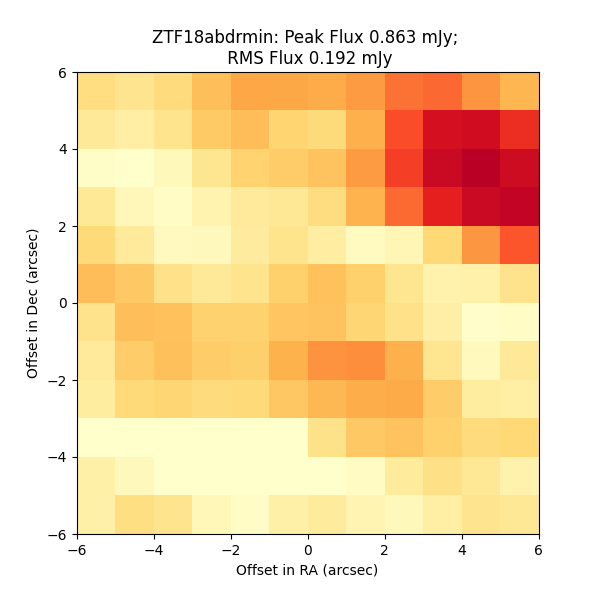 ZTF18abdrmin: Peak Flux 0.863 mJy;
RMS Flux 0.192 mJy
6
4
2
0
−2
−4
−6
Offset in Dec (arcsec)
−6 −4 −2 0 2 4 6
Offset in RA (arcsec)